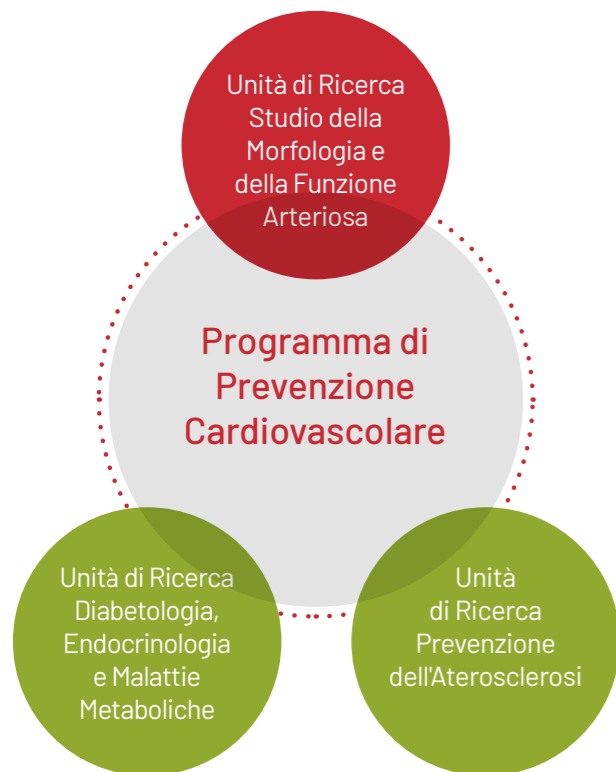 Unità di Ricerca
Studio della
Morfologia e
della Funzione
Arteriosa
Programma di
Prevenzione
Cardiovascolare
Unità di Ricerca
Diabetologia,
Endocrinologia
e Malattie
Metaboliche
Unità
di Ricerca
Prevenzione
dell'Aterosclerosi